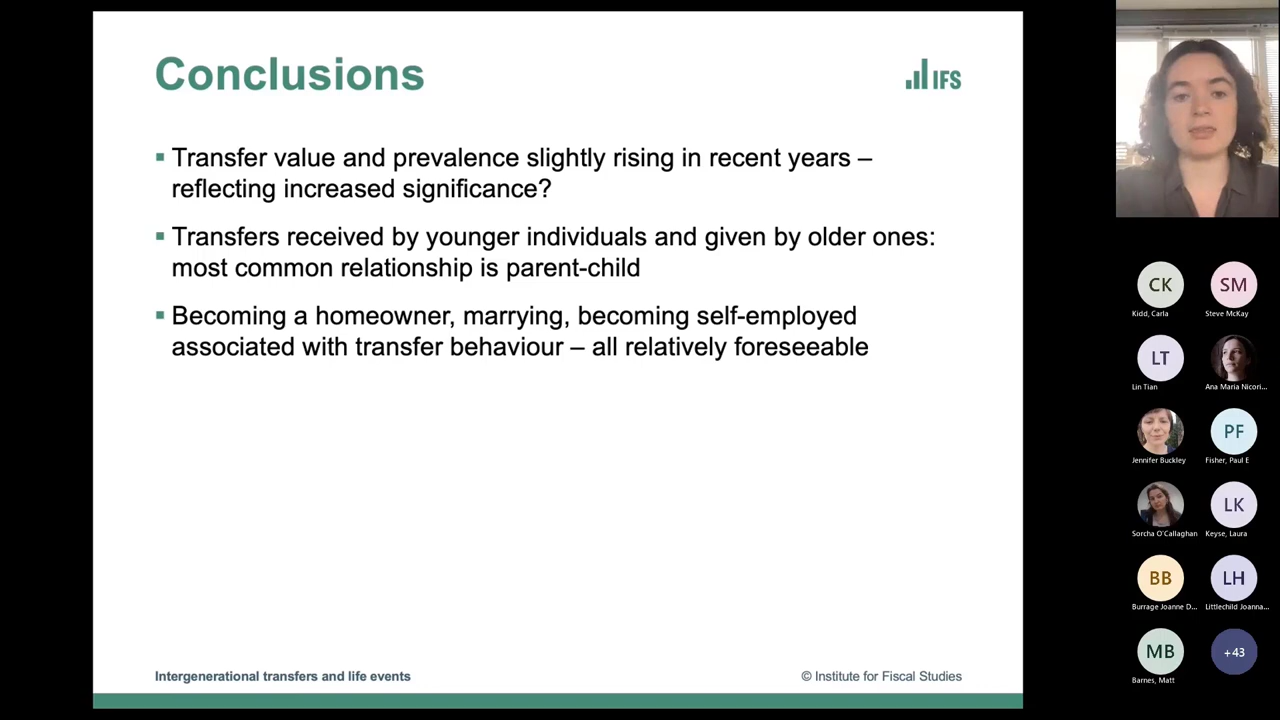 Conclusions
IFS
▪ Transfer value and prevalence slightly rising in recent years –
reflecting increased significance?
▪ Transfers received by younger individuals and given by older ones:
most common relationship is parent-child
▪ Becoming a homeowner, marrying, becoming self-employed
associated with transfer behaviour – all relatively foreseeable
Intergenerational transfers and life events
© Institute for Fiscal Studies
CK
SM
Kidd, Carla
Steve McKay
LT
Lin Tian
Ana Maria Nicori...
PF
Jennifer Buckley
Fisher, Paul E
LK
Sorcha O'Callaghan
Keyse, Laura
BB
LH
Burrage Joanne D...
Littlechild Joanna...
MB
+43
Barnes, Matt